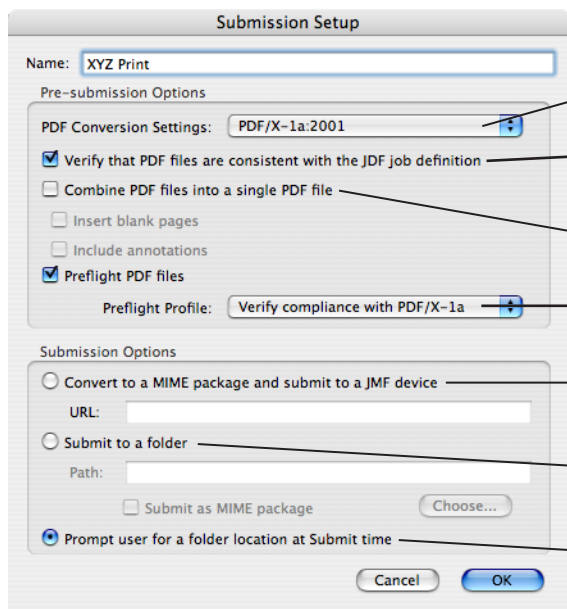 Submission Setup
Name: XYZ Print
Pre-submission Options
PDF Conversion Settings: PDF/X-1a:2001
Verify that PDF files are consistent with the JDF job definition
Combine PDF files into a single PDF file
Insert blank pages
Include annotations
Preflight PDF files
Preflight Profile: Verify compliance with PDF/X-1a
Submission Options
Convert to a MIME package and submit to a JMF device
URL:
Submit to a folder
Path:
Submit as MIME package Choose...
Prompt user for a folder location at Submit time
Cancel OK